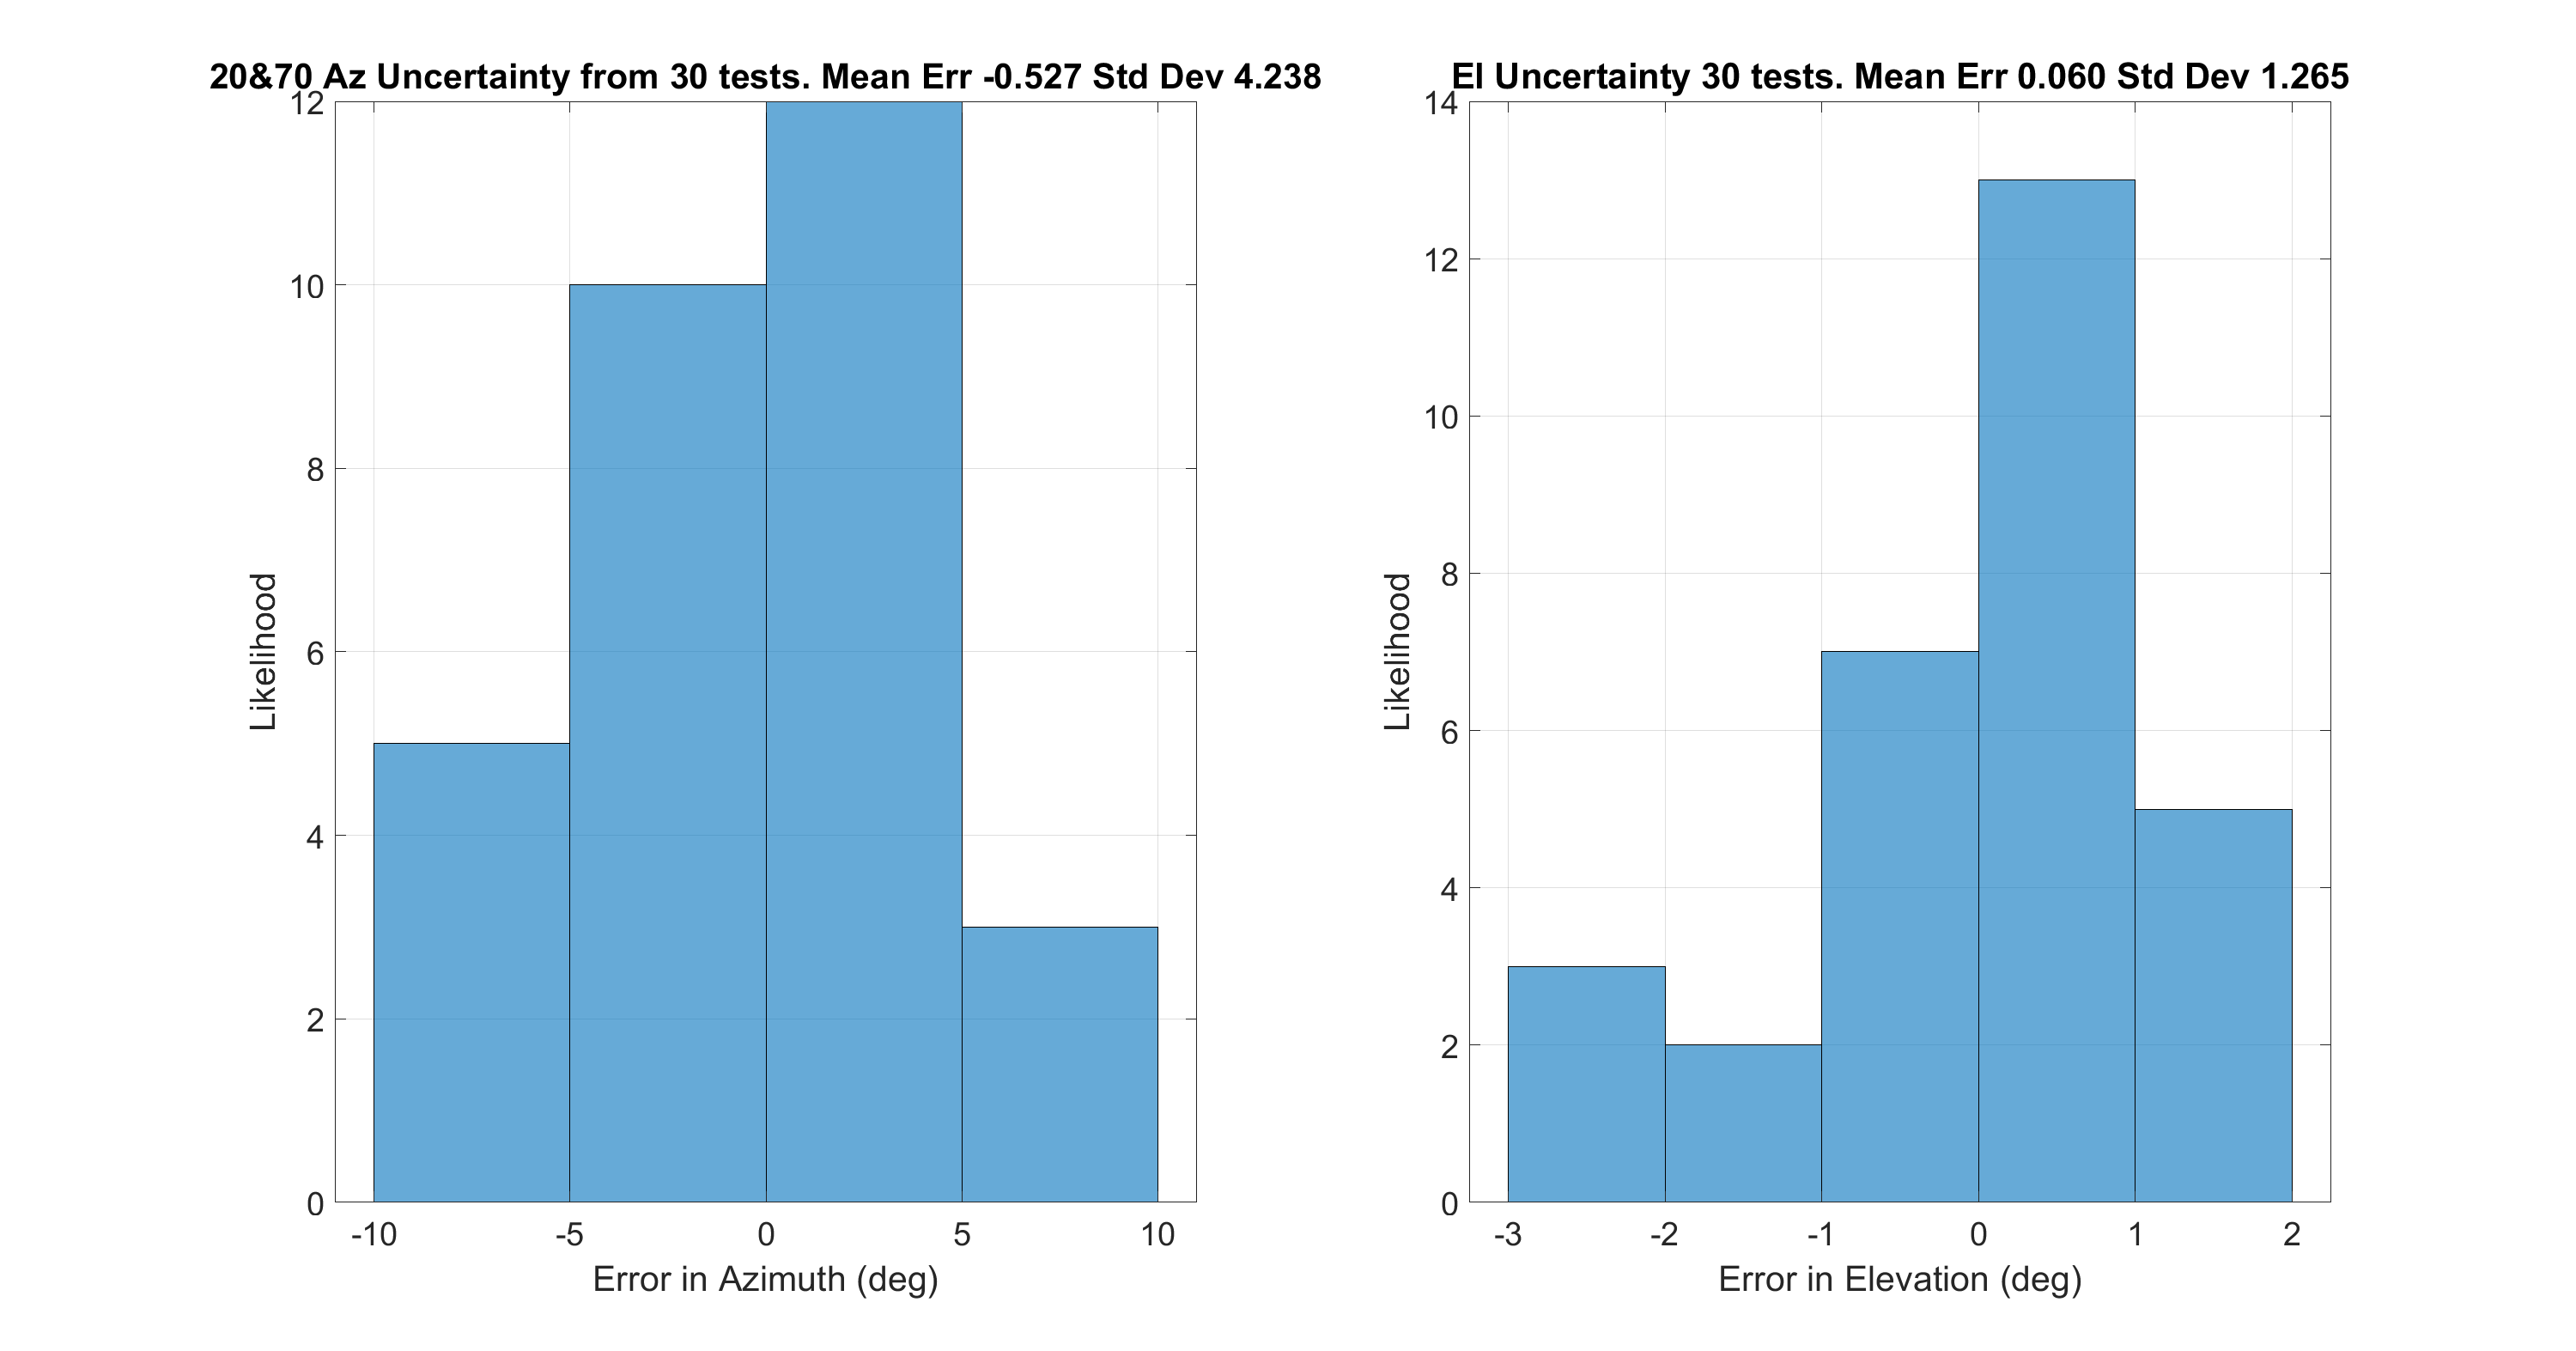 20&70 Az Uncertainty from 30 tests. Mean Err -0.527 Std Dev 4.238
12
10
8
6
4
2
0
Likelihood
-10 -5 0 5 10
Error in Azimuth (deg)
El Uncertainty 30 tests. Mean Err 0.060 Std Dev 1.265
14
12
10
8
6
4
2
0
Likelihood
-3 -2 -1 0 1 2
Error in Elevation (deg)